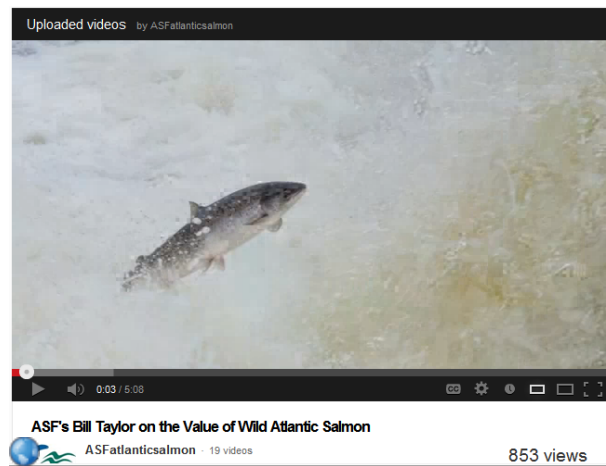 Uploaded videos by ASFatlanticsalmon
CC
0:03 / 5:08
ASF's Bill Taylor on the Value of Wild Atlantic Salmon
ASFatlanticsalmon · 19 videos
853 views